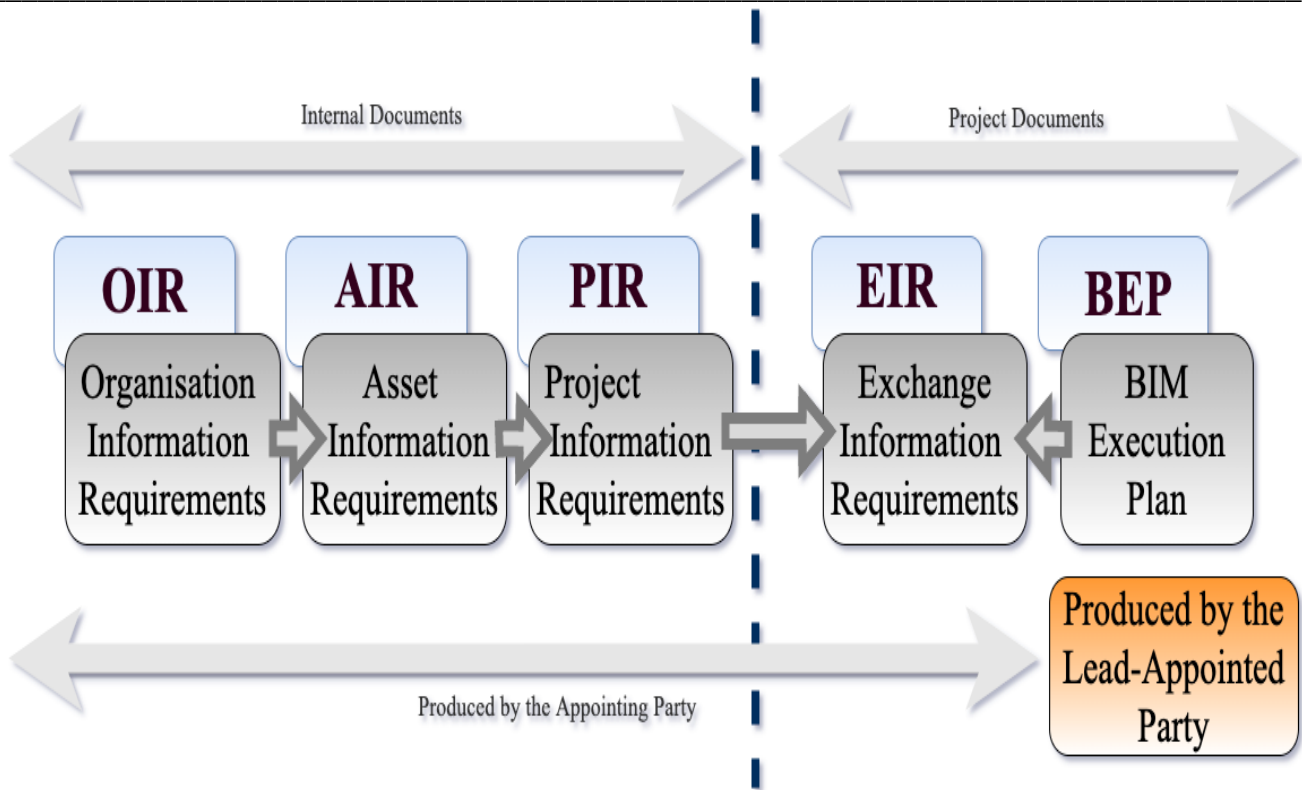 Internal Documents
Project Documents
OIR
AIR
PIR
EIR
BEP
Organisation
Information
Requirements
Asset
Information
Requirements
Project
Information
Requirements
Exchange
Information
Requirements
BIM
Execution
Plan
Produced by the Appointing Party
Produced by the
Lead-Appointed
Party